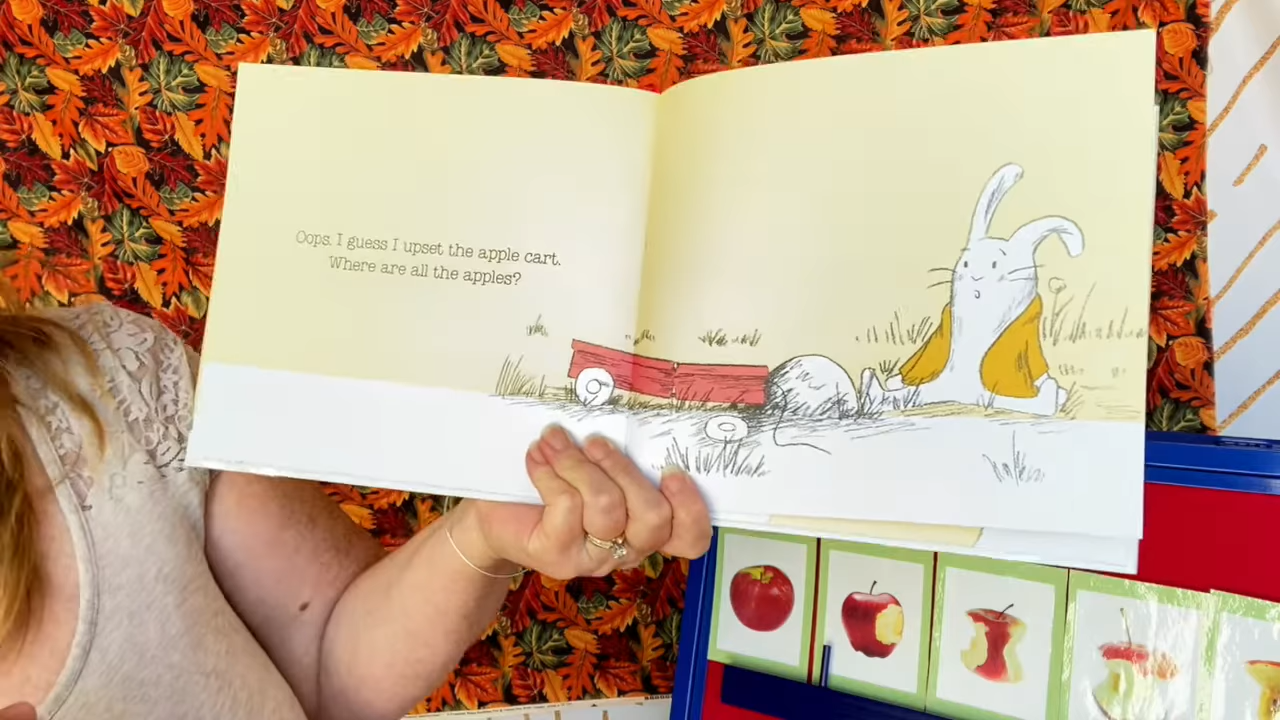 Oops. I guess I upset the apple cart.
Where are all the apples?